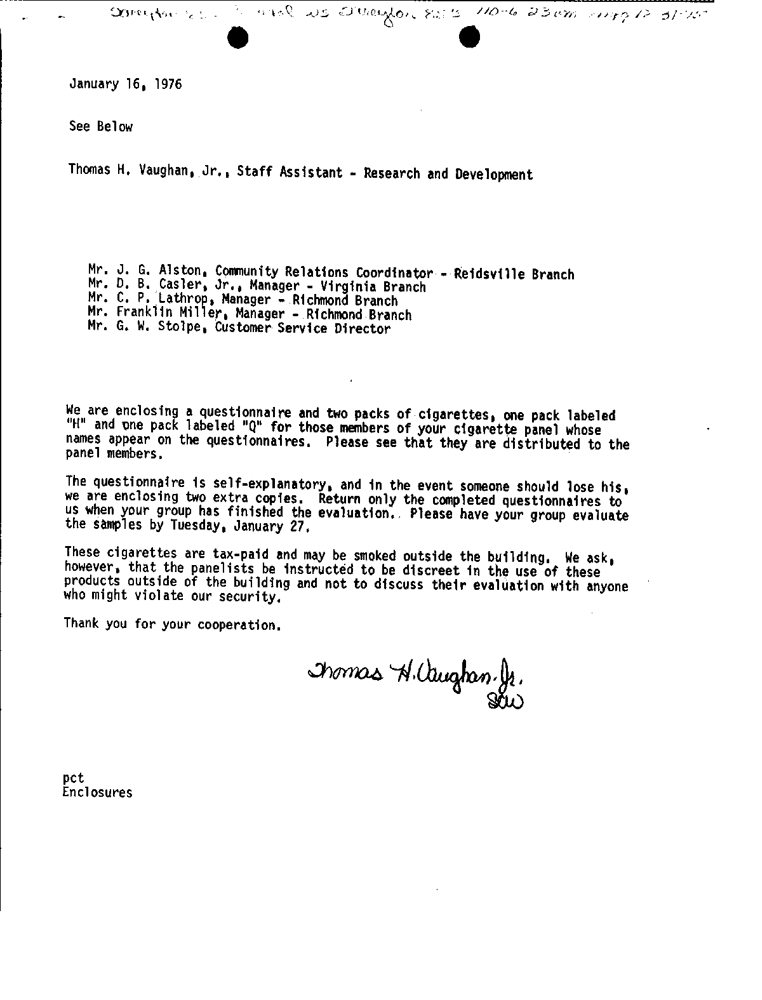 vs Tareyton
January 16, 1976
See Below
Thomas H. Vaughan, Jr., Staff Assistant - Research and Development
Mr. J. G. Alston, Community Relations Coordinator - Reidsville Branch
Mr. D. B. Casler, Jr., Manager - Virginia Branch
Mr. C. P. Lathrop, Manager - Richmond Branch
Mr. Franklin Miller, Manager - Richmond Branch
Mr. G. W. Stolpe, Customer Service Director
We are enclosing a questionnaire and two packs of cigarettes, one pack labeled
"H" and one pack labeled "Q" for those members of your cigarette panel whose
names appear on the questionnaires. Please see that they are distributed to the
panel members.
The questionnaire is self-explanatory, and in the event someone should lose his,
we are enclosing two extra copies. Return only the completed questionnaires to
us when your group has finished the evaluation. Please have your group evaluate
the samples by Tuesday, January 27.
These cigarettes are tax-paid and may be smoked outside the building. We ask,
however, that the panelists be instructed to be discreet in the use of these
products outside of the building and not to discuss their evaluation with anyone
who might violate our security.
Thank you for your cooperation.
Thomas H. Vaughan, Jr.
pct
Enclosures